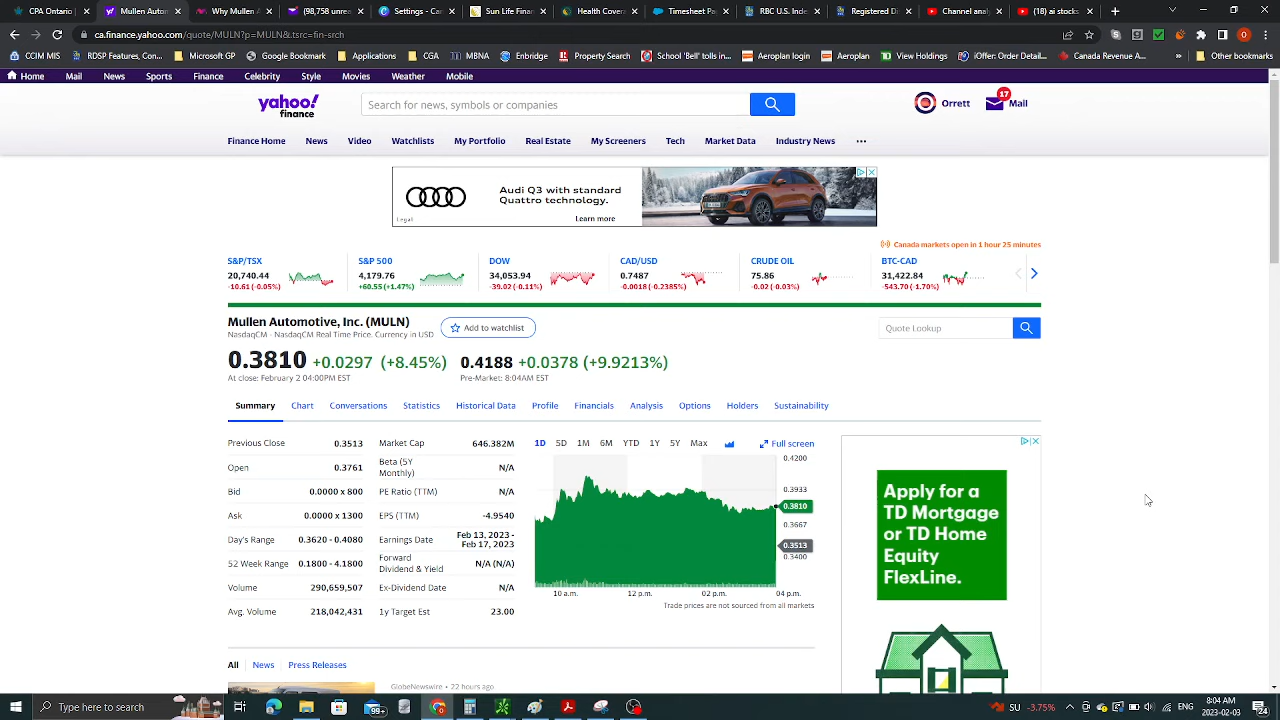 CPA Ontario
Mullen Auto
Why Mullen
21757055 Can
Settings - Ca
Sun LifE
Health Prof
Timesheet Pa
RBC U.S.
(19) ann
(18) ai stock
ca.finance.yahoo.com/quote/MULN?p=MULN&.tsrc=fin-srch
CCIM MIS
RDSP Features Con...
Microsoft
Google Bookmark
CGA
MTO
Enbridge
Property Search
School 'Bell' tolls in...
Aeroplan
Aeroplan
View Holdings
iOffer: Order Detail...
Canada Revenue A...
»
Other bookmarks
Home Mail News Sports Finance Celebrity Style Movies Weather Mobile
yahoo!
finance
Search for news, symbols or companies
Orrett
17
Mail
Finance Home News Video Watchlists My Portfolio Real Estate My Screeners Tech Market Data Industry News ...
Audi Q3 with standard
Quattro technology.
Legal
Learn more
Canada markets open in 1 hour 25 minutes
S&P/TSX
20,740.44
-10.61 (-0.05%)
S&P 500
4,179.76
+60.55 (+1.47%)
DOW
34,053.94
-39.02 (-0.11%)
CAD/USD
0.7487
-0.0018 (-0.2385%)
CRUDE OIL
75.86
-0.02 (-0.03%)
BTC-CAD
31,422.84
-543.70 (-1.70%)
Mullen Automotive, Inc. (MULN)
NasdaqCM - NasdaqCM Real Time Price. Currency in USD
Add to watchlist
Quote Lookup
0.3810 +0.0297 (+8.45%)
At close: February 2 04:00PM EST
0.4188 +0.0378 (+9.9213%)
Pre-Market: 8:04AM EST
Summary Chart Conversations Statistics Historical Data Profile Financials Analysis Options Holders Sustainability
Previous Close 0.3513
Open 0.3761
Bid 0.0000 x 800
Ask 0.0000 x 1300
0.3620 - 0.4080
52 Week Range 0.1800 - 4.1806
Volume 290,659,507
Avg. Volume 218,042,431
Market Cap 646.382M
Beta (5Y
Monthly) N/A
PE Ratio (TTM) N/A
EPS (TTM) -4.9540
Earnings Date Feb 13, 2023 -
Feb 17, 2023
Forward
Dividend & Yield N/A (N/A)
Ex-Dividend Date N/A
1y Target Est 23.00
1D 5D 1M 6M YTD 1Y 5Y Max
Full screen
0.4200
0.3933
0.3810
0.3667
0.3513
0.3400
10 a.m. 12 p.m. 02 p.m. 04 p.m.
Trade prices are not sourced from all markets
Apply for a
TD Mortgage
or TD Home
Equity
FlexLine.
All News Press Releases
GlobeNewswire • 22 hours ago
Type here to search
SU -3.75%
ENG
8:04 AM
2023-02-03